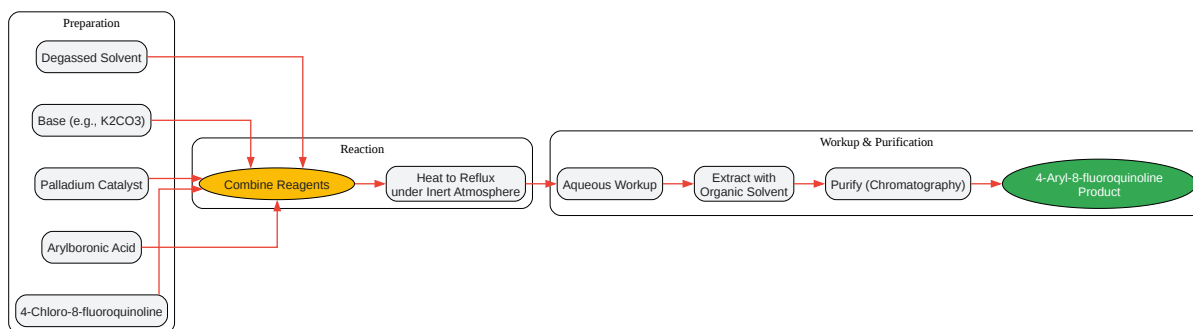 Preparation
Degassed Solvent
Base (e.g., K2CO3)
Palladium Catalyst
Arylboronic Acid
4-Chloro-8-fluoroquinoline
Reaction
Combine Reagents
Heat to Reflux
under Inert Atmosphere
Workup & Purification
Aqueous Workup
Extract with
Organic Solvent
Purify (Chromatography)
4-Aryl-8-fluoroquinoline
Product